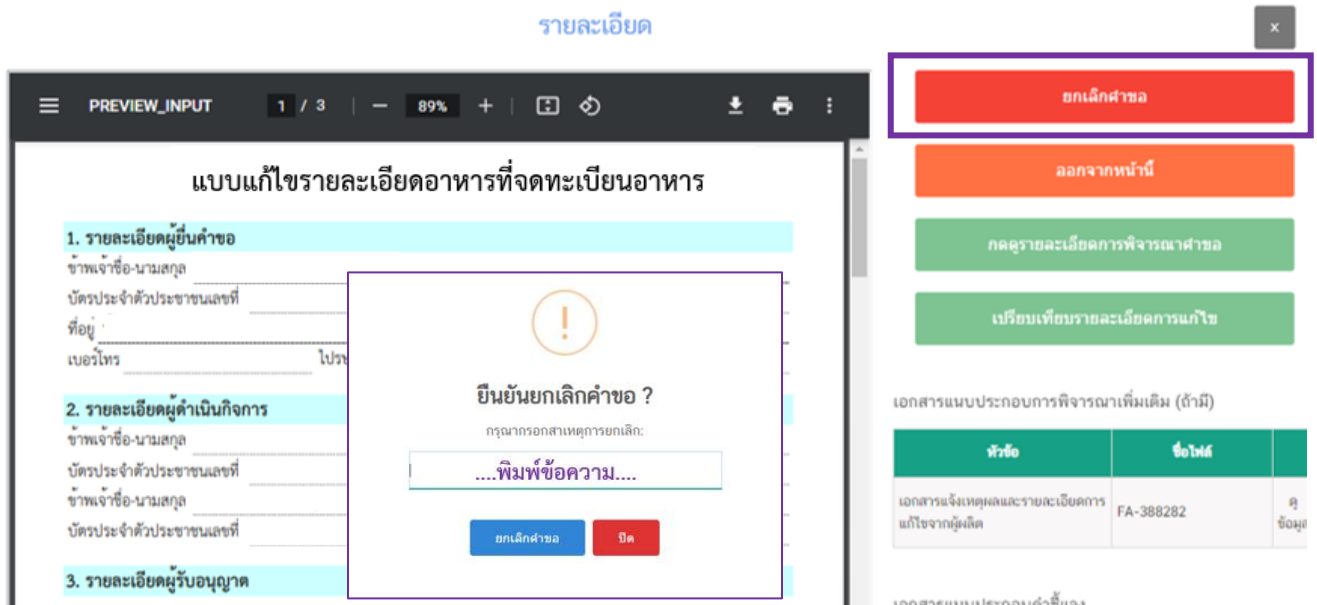 รายละเอียด
x
PREVIEW_INPUT 1 / 3 89%
แบบแก้ไขรายละเอียดอาหารที่จดทะเบียนอาหาร
1. รายละเอียดผู้ยื่นคำขอ
ข้าพเจ้าชื่อ-นามสกุล
บัตรประจำตัวประชาชนเลขที่
ที่อยู่
เบอร์โทร
2. รายละเอียดผู้ดำเนินกิจการ
ข้าพเจ้าชื่อ-นามสกุล
บัตรประจำตัวประชาชนเลขที่
ข้าพเจ้าชื่อ-นามสกุล
บัตรประจำตัวประชาชนเลขที่
3. รายละเอียดผู้รับอนุญาต
ยืนยันยกเลิกคำขอ ?
กรุณากรอกสาเหตุการยกเลิก:
....พิมพ์ข้อความ....
ยกเลิกคำขอ ปิด
ยกเลิกคำขอ
ออกจากหน้านี้
กดดูรายละเอียดการพิจารณาคำขอ
เปรียบเทียบรายละเอียดการแก้ไข
เอกสารแนบประกอบการพิจารณาเพิ่มเติม (ถ้ามี)
หัวข้อ ชื่อไฟล์
เอกสารแจ้งเหตุผลและรายละเอียดการ
แก้ไขจากผู้ผลิต FA-388282 ดู